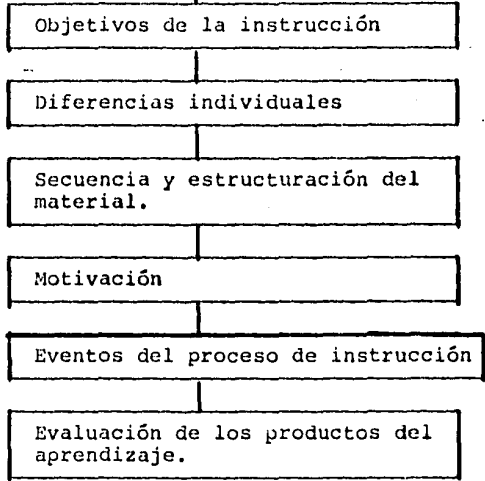 Objetivos de la instrucción
Diferencias individuales
Secuencia y estructuración del
material.
Motivación
Eventos del proceso de instrucción
Evaluación de los productos del
aprendizaje.